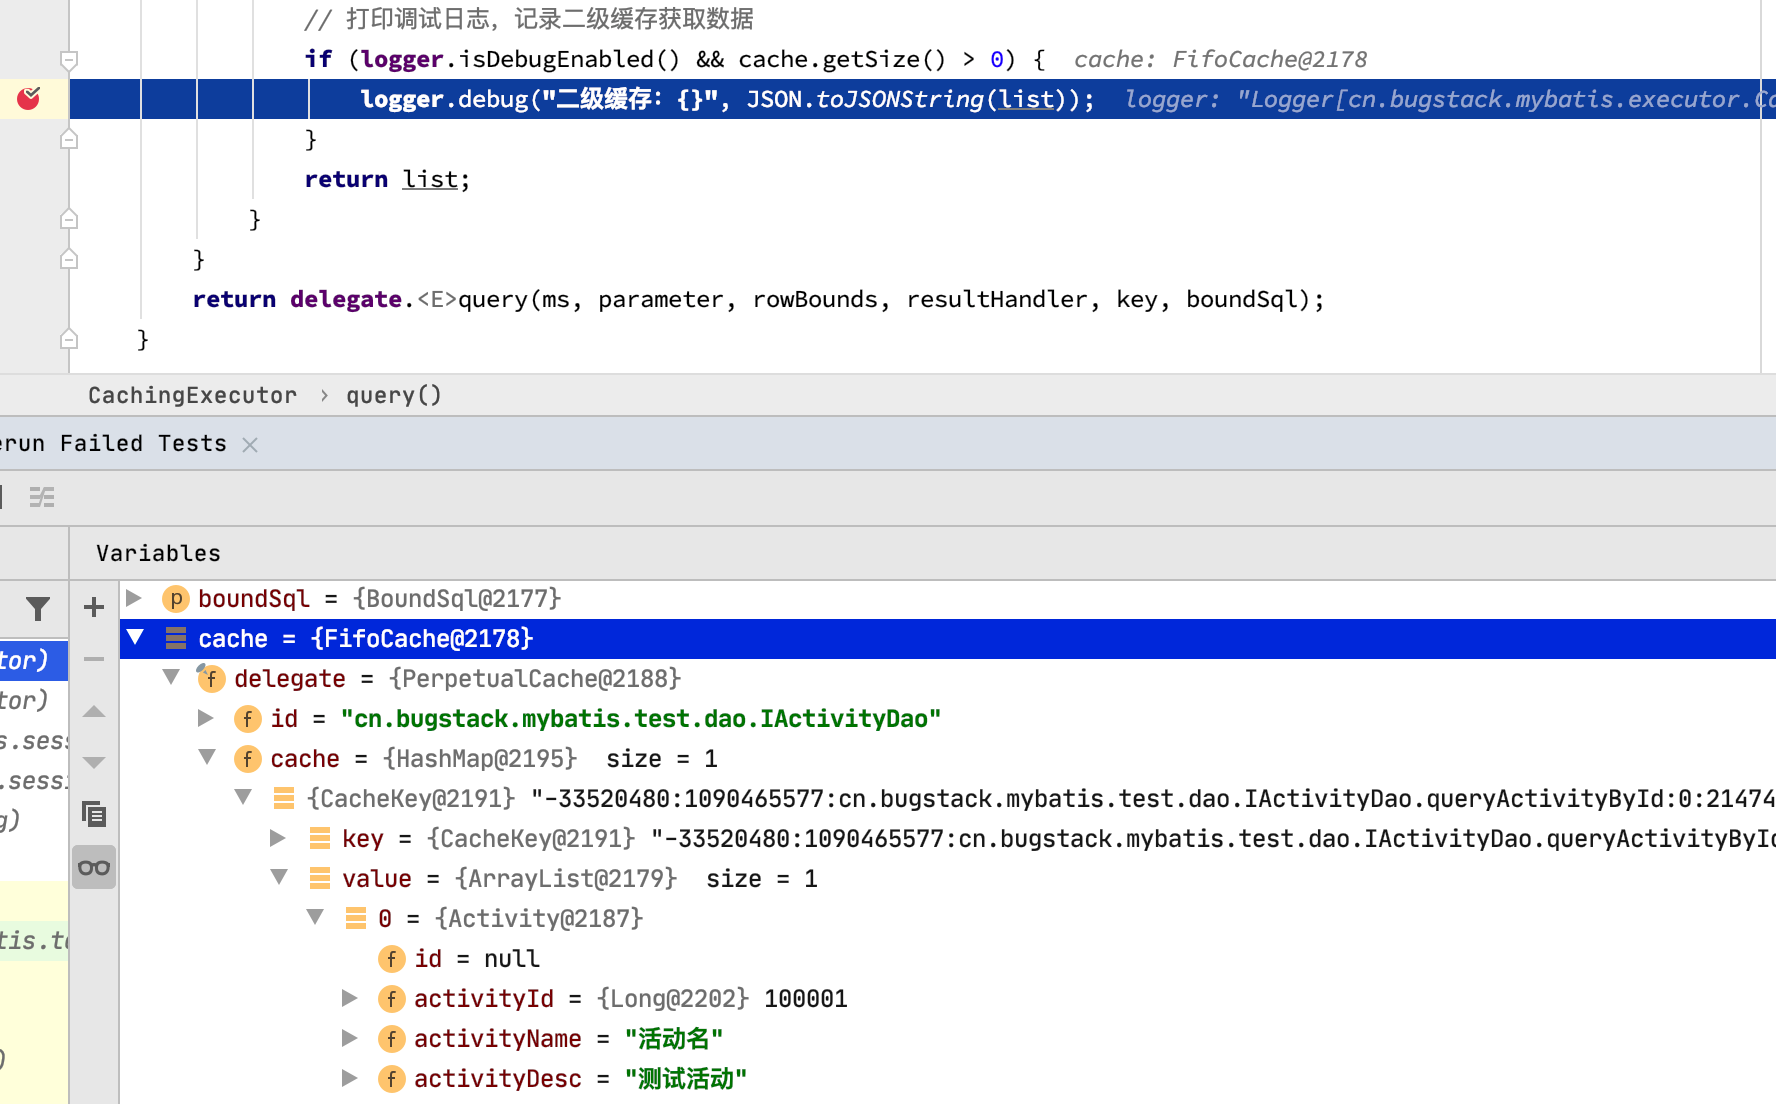 // 打印调试日志，记录二级缓存获取数据
if (logger.isDebugEnabled() && cache.getSize() > 0) {  cache: FifoCache@2178
logger.debug("二级缓存：{}", JSON.toJSONString(list));  logger: "Logger[cn.bugstack.mybatis.executor.Ca
}
return list;
}
}
return delegate.<E>query(ms, parameter, rowBounds, resultHandler, key, boundSql);
}
CachingExecutor › query()
erun Failed Tests ×
Variables
boundSql = {BoundSql@2177}
cache = {FifoCache@2178}
tor)
delegate = {PerpetualCache@2188}
tor)
id = "cn.bugstack.mybatis.test.dao.IActivityDao"
s.sess
cache = {HashMap@2195}  size = 1
.sessi
{CacheKey@2191} "-33520480:1090465577:cn.bugstack.mybatis.test.dao.IActivityDao.queryActivityById:0:21474
g)
key = {CacheKey@2191} "-33520480:1090465577:cn.bugstack.mybatis.test.dao.IActivityDao.queryActivityById
value = {ArrayList@2179}  size = 1
0 = {Activity@2187}
tis.te
id = null
activityId = {Long@2202} 100001
activityName = "活动名"
)
activityDesc = "测试活动"